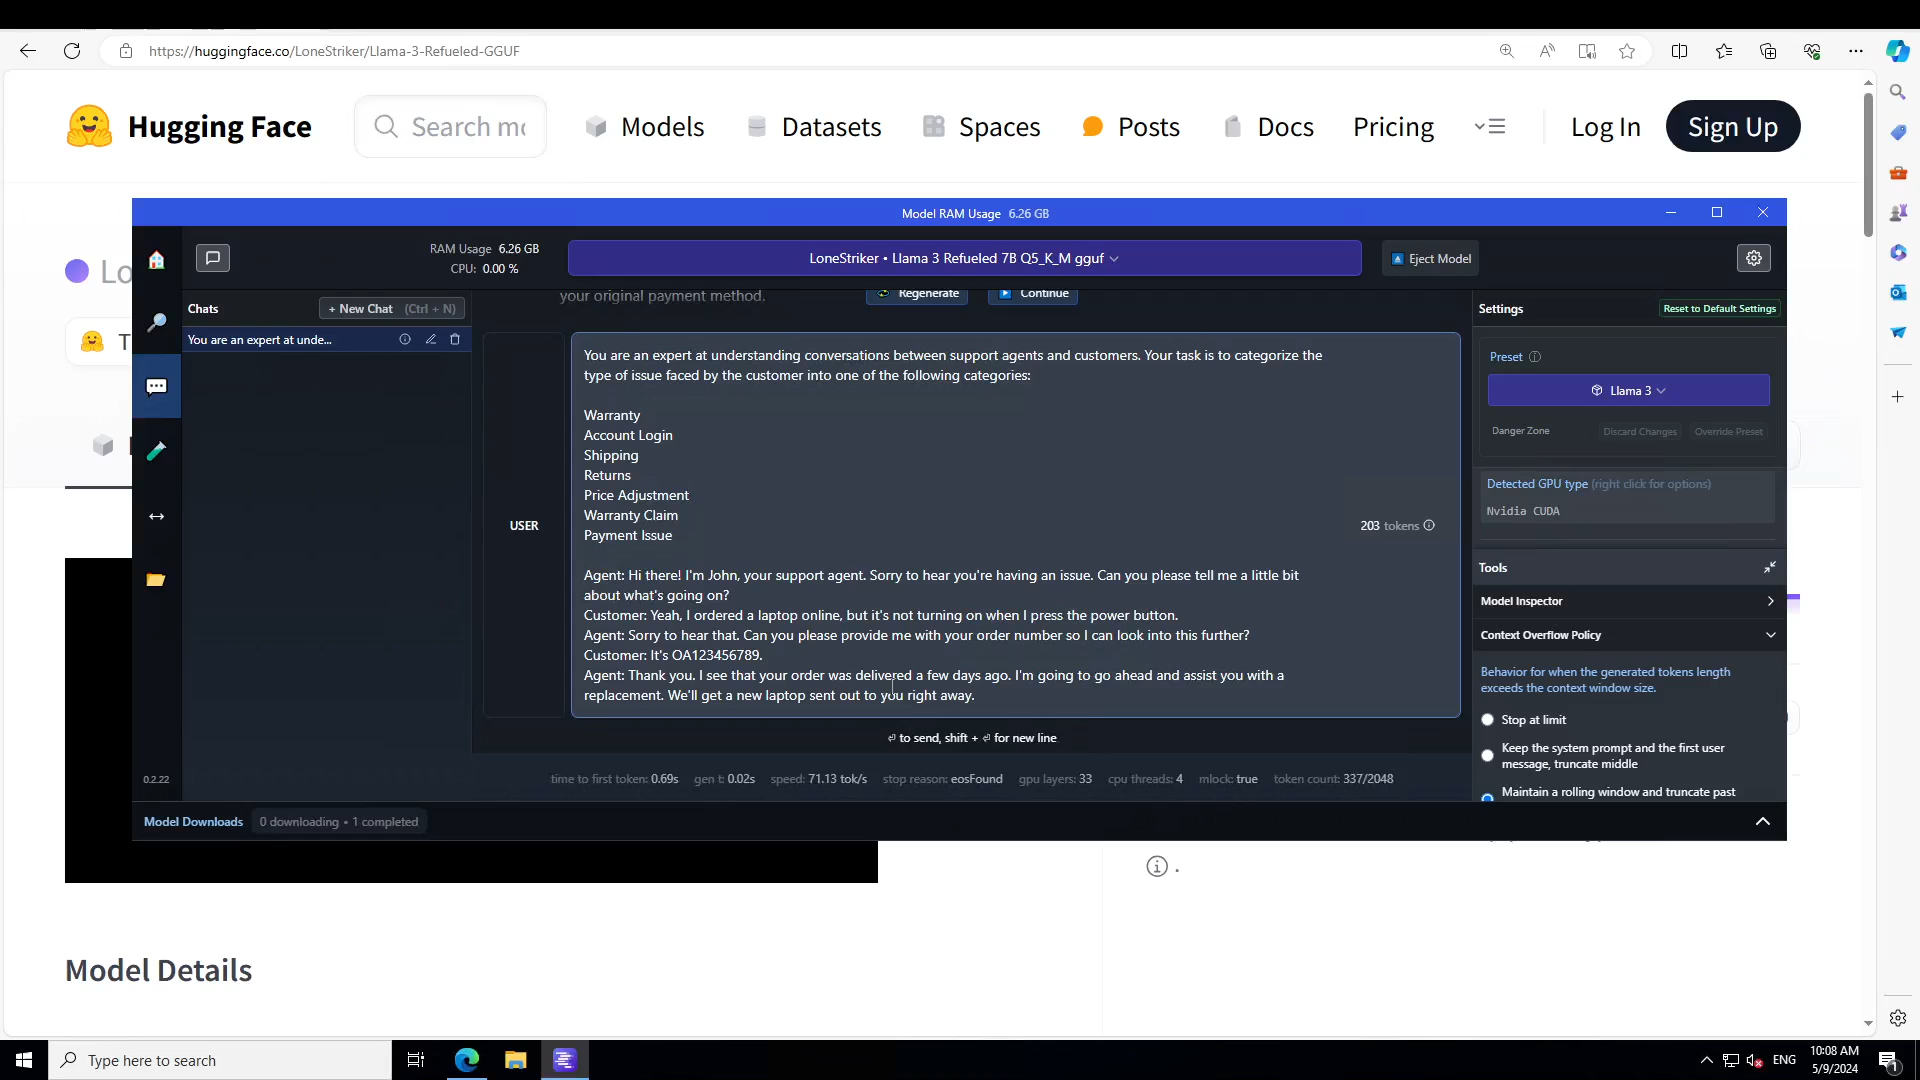 https://huggingface.co/LoneStriker/Llama-3-Refueled-GGUF
Hugging Face
Search mo
Models
Datasets
Spaces
Posts
Docs
Pricing
Log In
Sign Up
Lo
T
Model RAM Usage 6.26 GB
RAM Usage 6.26 GB
CPU: 0.00 %
LoneStriker • Llama 3 Refueled 7B Q5_K_M gguf
Eject Model
Chats
+ New Chat (Ctrl + N)
You are an expert at unde...
0.2.22
your original payment method.
Regenerate
Continue
USER
You are an expert at understanding conversations between support agents and customers. Your task is to categorize the
type of issue faced by the customer into one of the following categories:
Warranty
Account Login
Shipping
Returns
Price Adjustment
Warranty Claim
Payment Issue
Agent: Hi there! I'm John, your support agent. Sorry to hear you're having an issue. Can you please tell me a little bit
about what's going on?
Customer: Yeah, I ordered a laptop online, but it's not turning on when I press the power button.
Agent: Sorry to hear that. Can you please provide me with your order number so I can look into this further?
Customer: It's OA123456789.
Agent: Thank you. I see that your order was delivered a few days ago. I'm going to go ahead and assist you with a
replacement. We'll get a new laptop sent out to you right away.
203 tokens
⏎ to send, shift + ⏎ for new line
time to first token: 0.69s gen t: 0.02s speed: 71.13 tok/s stop reason: eosFound gpu layers: 33 cpu threads: 4 mlock: true token count: 337/2048
Settings
Reset to Default Settings
Preset
Llama 3
Danger Zone
Discard Changes
Override Preset
Detected GPU type (right click for options)
Nvidia CUDA
Tools
Model Inspector
Context Overflow Policy
Behavior for when the generated tokens length
exceeds the context window size.
Stop at limit
Keep the system prompt and the first user
message, truncate middle
Maintain a rolling window and truncate past
Model Downloads
0 downloading • 1 completed
.
Model Details
Type here to search
ENG
10:08 AM
5/9/2024
1